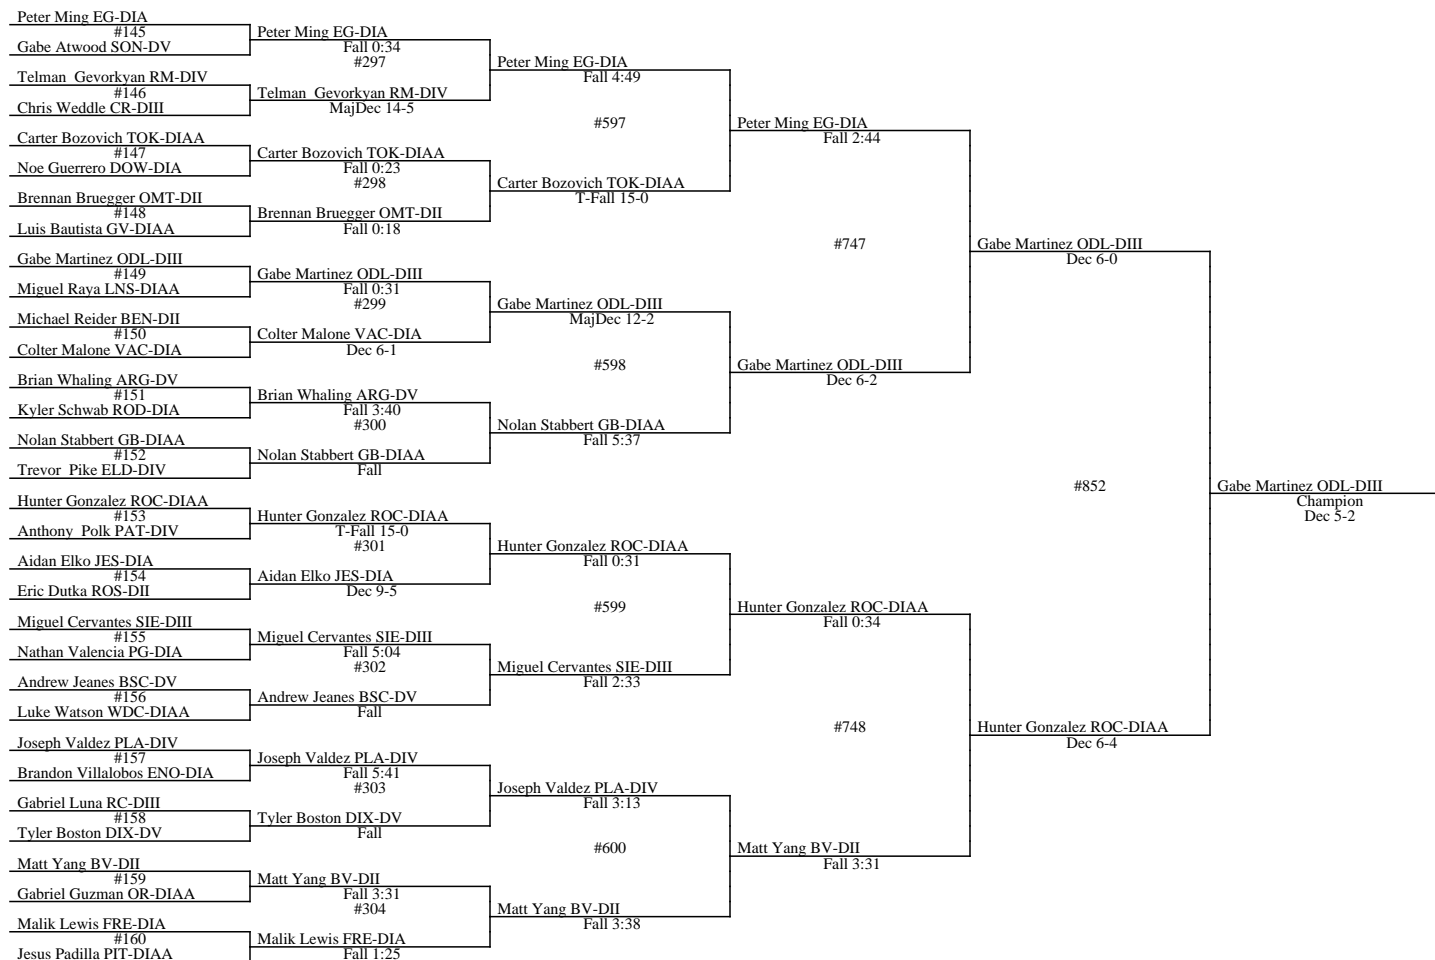 Peter Ming EG-DIA
#145
Gabe Atwood SON-DV
Telman  Gevorkyan RM-DIV
#146
Chris Weddle CR-DIII
Carter Bozovich TOK-DIAA
#147
Noe Guerrero DOW-DIA
Brennan Bruegger OMT-DII
#148
Luis Bautista GV-DIAA
Gabe Martinez ODL-DIII
#149
Miguel Raya LNS-DIAA
Michael Reider BEN-DII
#150
Colter Malone VAC-DIA
Brian Whaling ARG-DV
#151
Kyler Schwab ROD-DIA
Nolan Stabbert GB-DIAA
#152
Trevor  Pike ELD-DIV
Hunter Gonzalez ROC-DIAA
#153
Anthony  Polk PAT-DIV
Aidan Elko JES-DIA
#154
Eric Dutka ROS-DII
Miguel Cervantes SIE-DIII
#155
Nathan Valencia PG-DIA
Andrew Jeanes BSC-DV
#156
Luke Watson WDC-DIAA
Joseph Valdez PLA-DIV
#157
Brandon Villalobos ENO-DIA
Gabriel Luna RC-DIII
#158
Tyler Boston DIX-DV
Matt Yang BV-DII
#159
Gabriel Guzman OR-DIAA
Malik Lewis FRE-DIA
#160
Jesus Padilla PIT-DIAA
Peter Ming EG-DIA
Fall 0:34
#297
Telman  Gevorkyan RM-DIV
MajDec 14-5
Carter Bozovich TOK-DIAA
Fall 0:23
#298
Brennan Bruegger OMT-DII
Fall 0:18
Gabe Martinez ODL-DIII
Fall 0:31
#299
Colter Malone VAC-DIA
Dec 6-1
Brian Whaling ARG-DV
Fall 3:40
#300
Nolan Stabbert GB-DIAA
Fall
Hunter Gonzalez ROC-DIAA
T-Fall 15-0
#301
Aidan Elko JES-DIA
Dec 9-5
Miguel Cervantes SIE-DIII
Fall 5:04
#302
Andrew Jeanes BSC-DV
Fall
Joseph Valdez PLA-DIV
Fall 5:41
#303
Tyler Boston DIX-DV
Fall
Matt Yang BV-DII
Fall 3:31
#304
Malik Lewis FRE-DIA
Fall 1:25
Peter Ming EG-DIA
Fall 4:49
#597
Carter Bozovich TOK-DIAA
T-Fall 15-0
Gabe Martinez ODL-DIII
MajDec 12-2
#598
Nolan Stabbert GB-DIAA
Fall 5:37
Hunter Gonzalez ROC-DIAA
Fall 0:31
#599
Miguel Cervantes SIE-DIII
Fall 2:33
Joseph Valdez PLA-DIV
Fall 3:13
#600
Matt Yang BV-DII
Fall 3:38
Peter Ming EG-DIA
Fall 2:44
#747
Gabe Martinez ODL-DIII
Dec 6-2
Hunter Gonzalez ROC-DIAA
Fall 0:34
#748
Matt Yang BV-DII
Fall 3:31
Gabe Martinez ODL-DIII
Dec 6-0
#852
Hunter Gonzalez ROC-DIAA
Dec 6-4
Gabe Martinez ODL-DIII
Champion
Dec 5-2